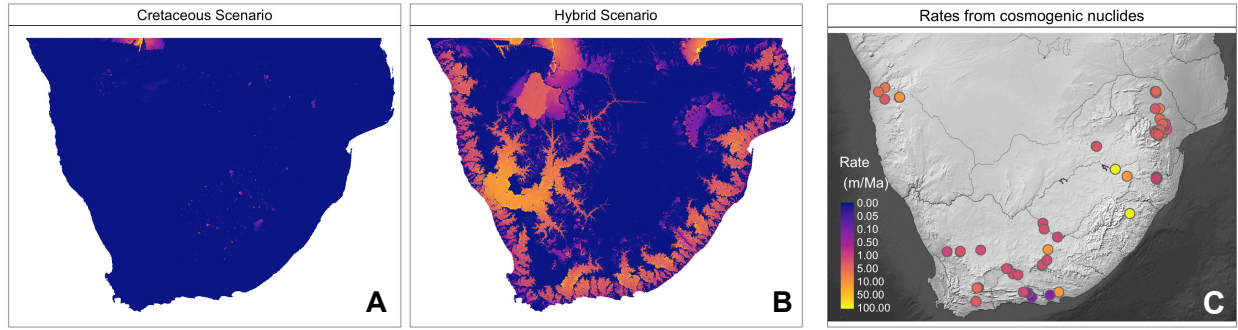 Cretaceous Scenario
A
Hybrid Scenario
B
Rates from cosmogenic nuclides
Rate
(m/Ma)
0.00
0.05
0.10
0.50
1.00
5.00
10.00
50.00
100.00
C